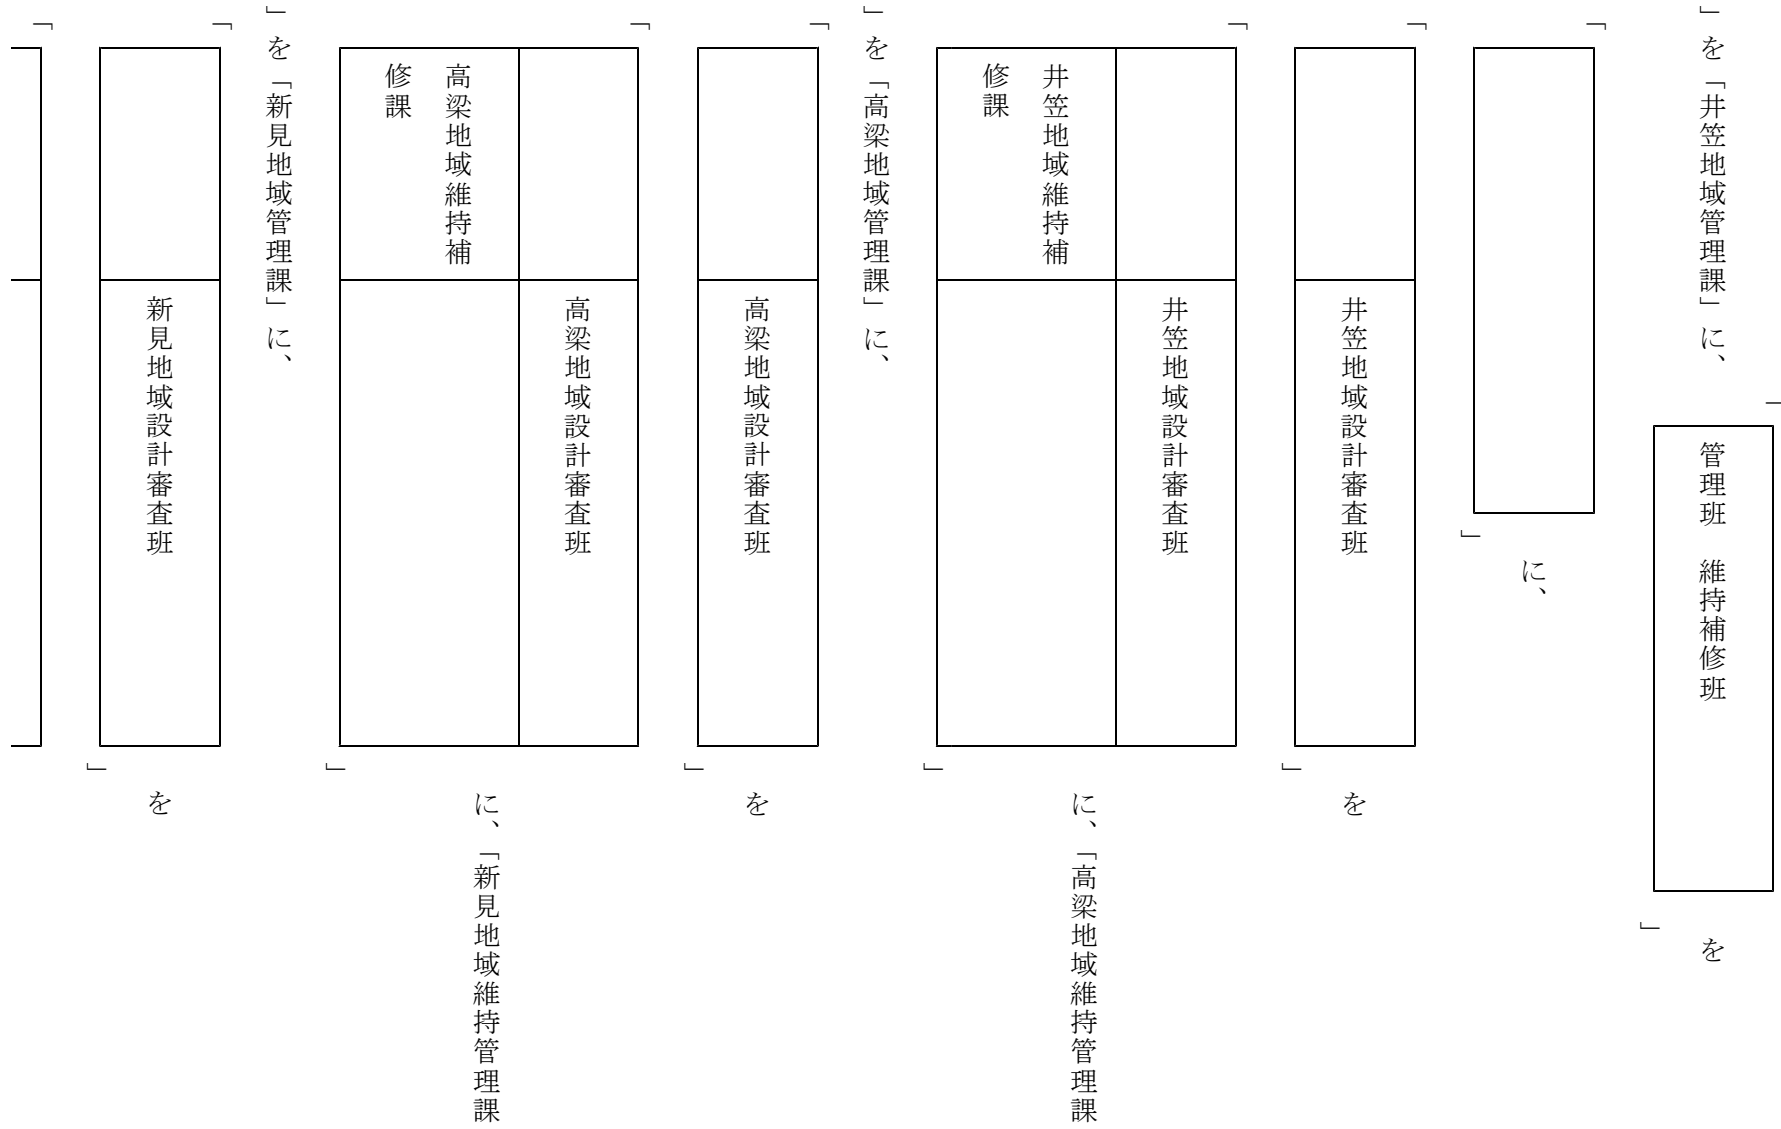 」を「井笠地域管理課」に、
「
管理班　維持補修班
」
を
「
」
に、
「
井笠地域設計審査班
」
を
「
井笠地域設計審査班
井笠地域維持補
修課
」
に、「高梁地域維持管理課
」を「高梁地域管理課」に、
「
高梁地域設計審査班
」
を
「
高梁地域設計審査班
高梁地域維持補
修課
」
に、「新見地域維持管理課
」を「新見地域管理課」に、
「
新見地域設計審査班
」
を
「